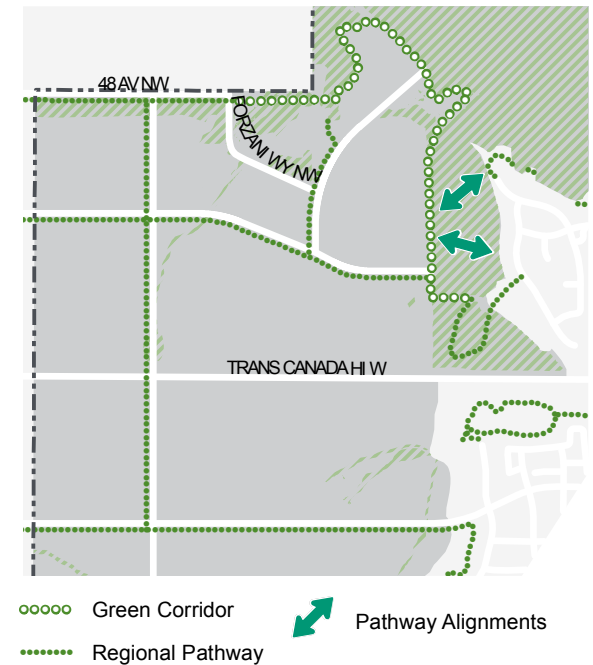 48 AV NW
FORZANI WY NW
TRANS CANADA HI W
Green Corridor
Pathway Alignments
Regional Pathway